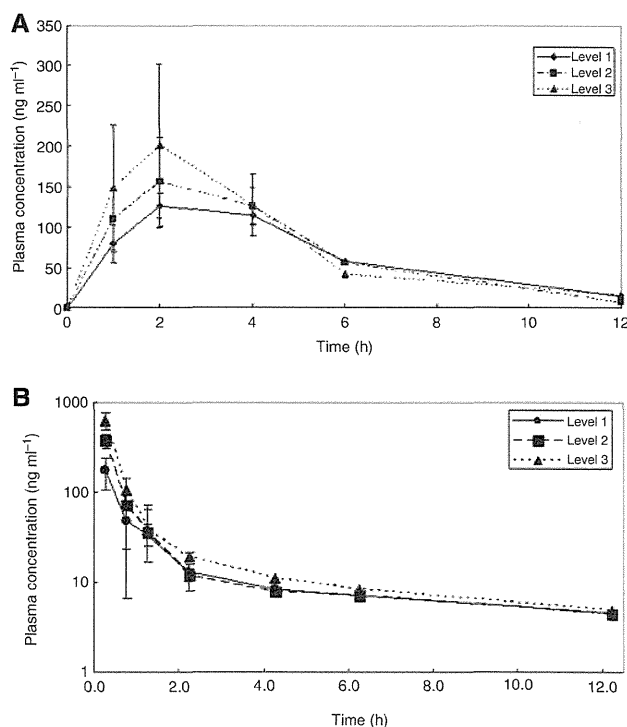 A
Plasma concentration (ng ml⁻¹)
350
300
250
200
150
100
50
0
Level 1
Level 2
Level 3
0 2 4 6 8 10 12
Time (h)
B
Plasma concentration (ng ml⁻¹)
1000
100
10
1
Level 1
Level 2
Level 3
0.0 2.0 4.0 6.0 8.0 10.0 12.0
Time (h)